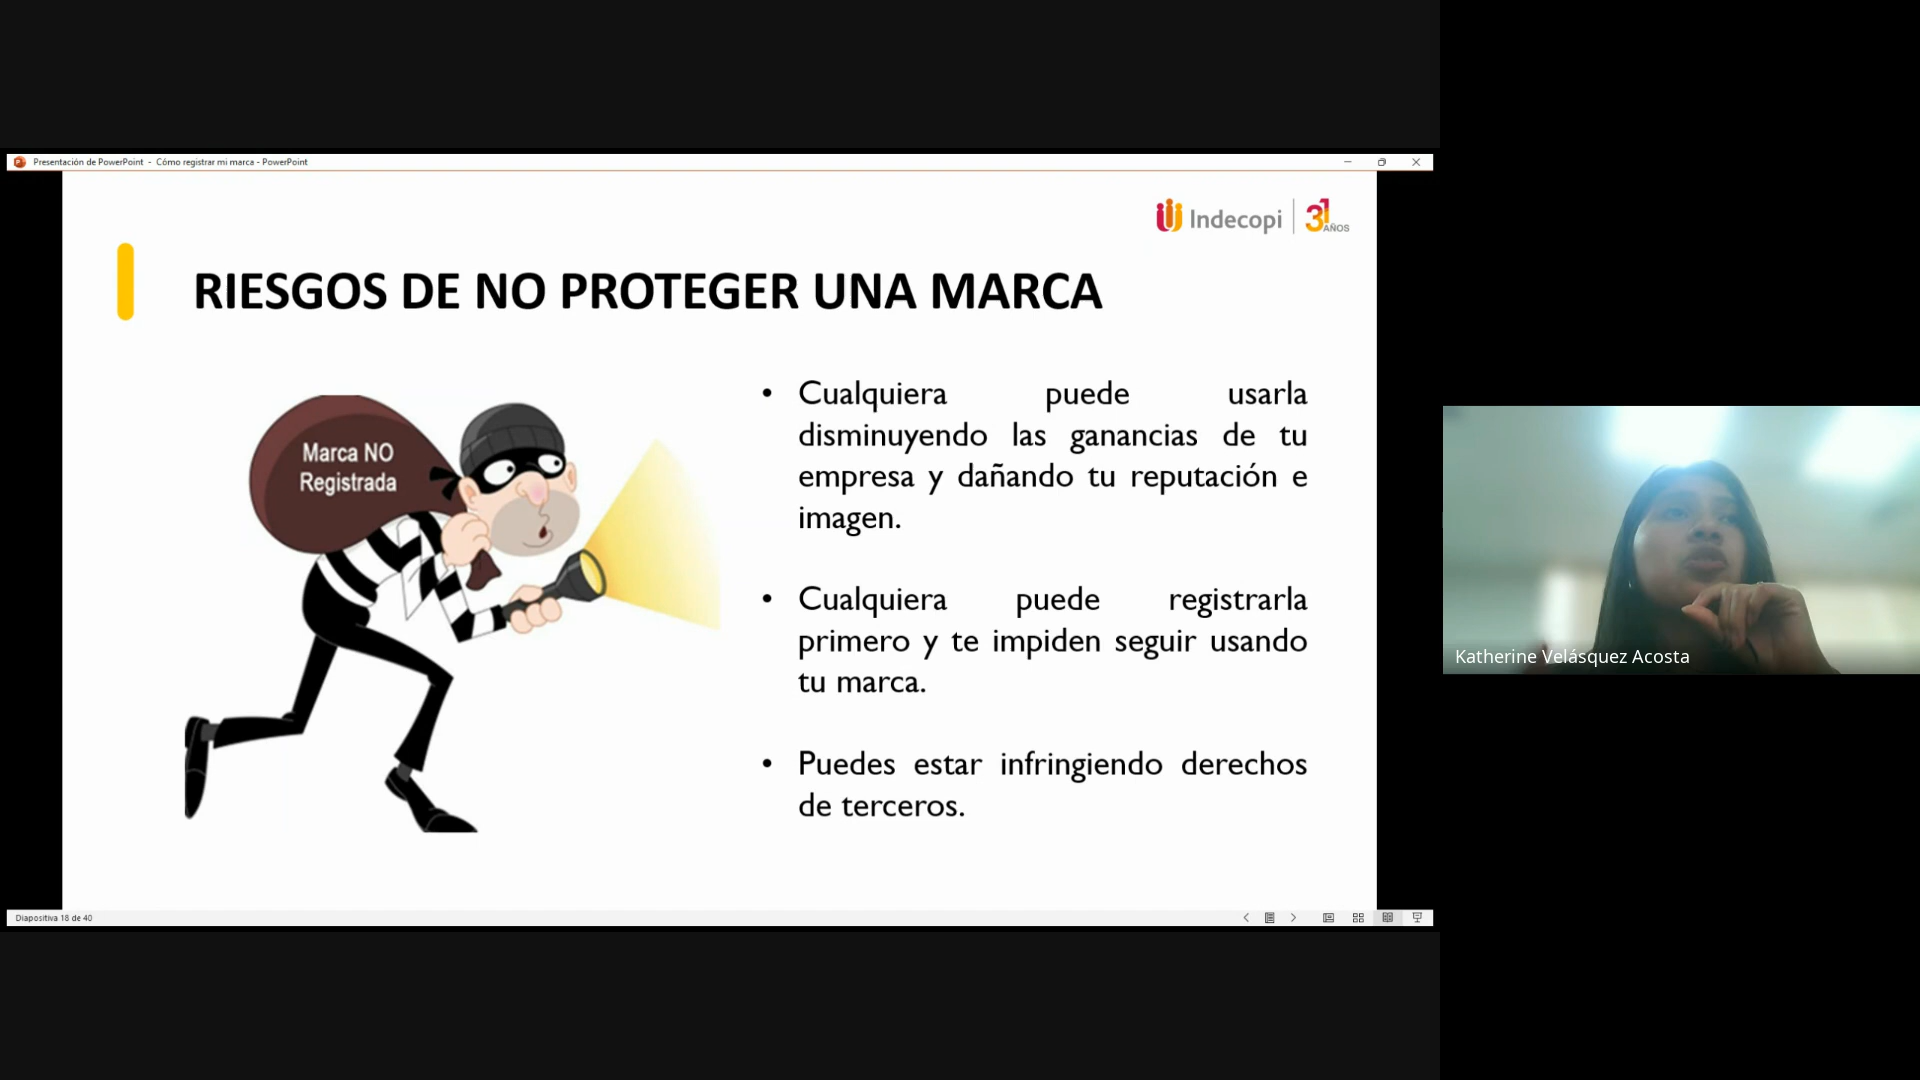 Presentación de PowerPoint - Cómo registrar mi marca - PowerPoint
Indecopi
31
AÑOS
RIESGOS DE NO PROTEGER UNA MARCA
Marca NO
Registrada
• Cualquiera puede usarla
disminuyendo las ganancias de tu
empresa y dañando tu reputación e
imagen.
• Cualquiera puede registrarla
primero y te impiden seguir usando
tu marca.
• Puedes estar infringiendo derechos
de terceros.
Katherine Velásquez Acosta
Diapositiva 18 de 40